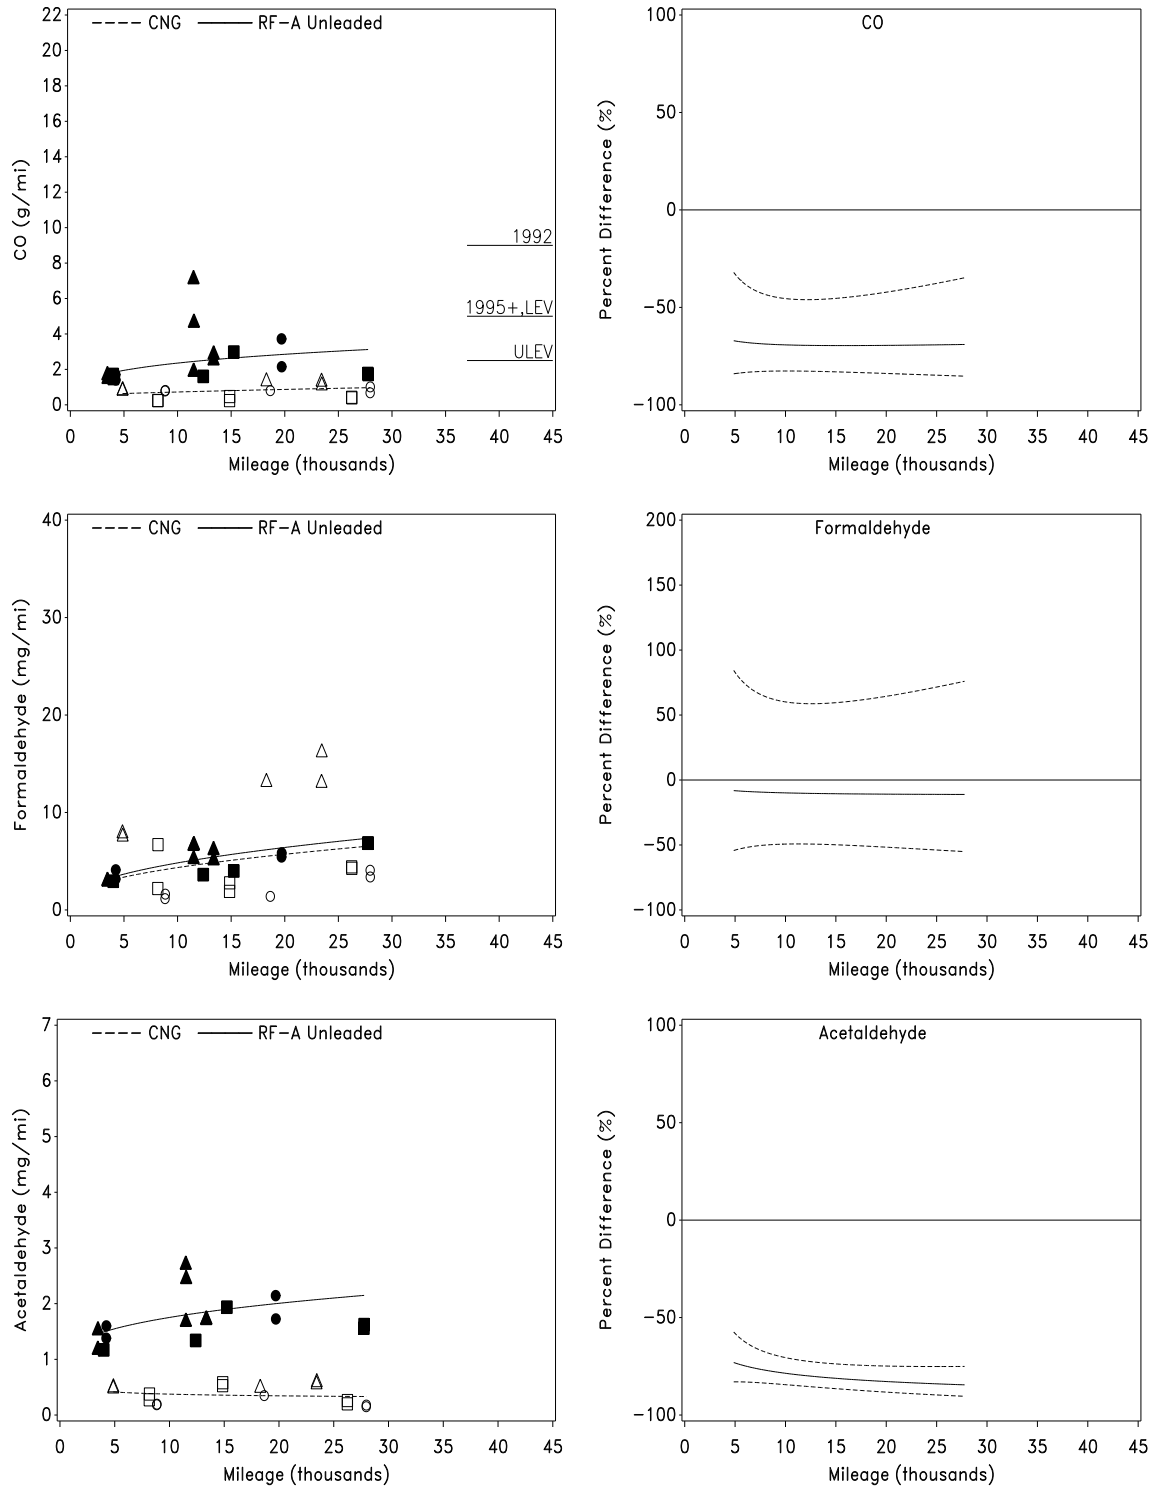 CNG RF-A Unleaded
22
20
18
16
14
12
10
8
6
4
2
0
CO (g/mi)
1992
1995+,LEV
ULEV
0 5 10 15 20 25 30 35 40 45
Mileage (thousands)
CO
100
50
0
-50
-100
Percent Difference (%)
0 5 10 15 20 25 30 35 40 45
Mileage (thousands)
CNG RF-A Unleaded
40
30
20
10
0
Formaldehyde (mg/mi)
0 5 10 15 20 25 30 35 40 45
Mileage (thousands)
Formaldehyde
200
150
100
50
0
-50
-100
Percent Difference (%)
0 5 10 15 20 25 30 35 40 45
Mileage (thousands)
CNG RF-A Unleaded
7
6
5
4
3
2
1
0
Acetaldehyde (mg/mi)
0 5 10 15 20 25 30 35 40 45
Mileage (thousands)
Acetaldehyde
100
50
0
-50
-100
Percent Difference (%)
0 5 10 15 20 25 30 35 40 45
Mileage (thousands)